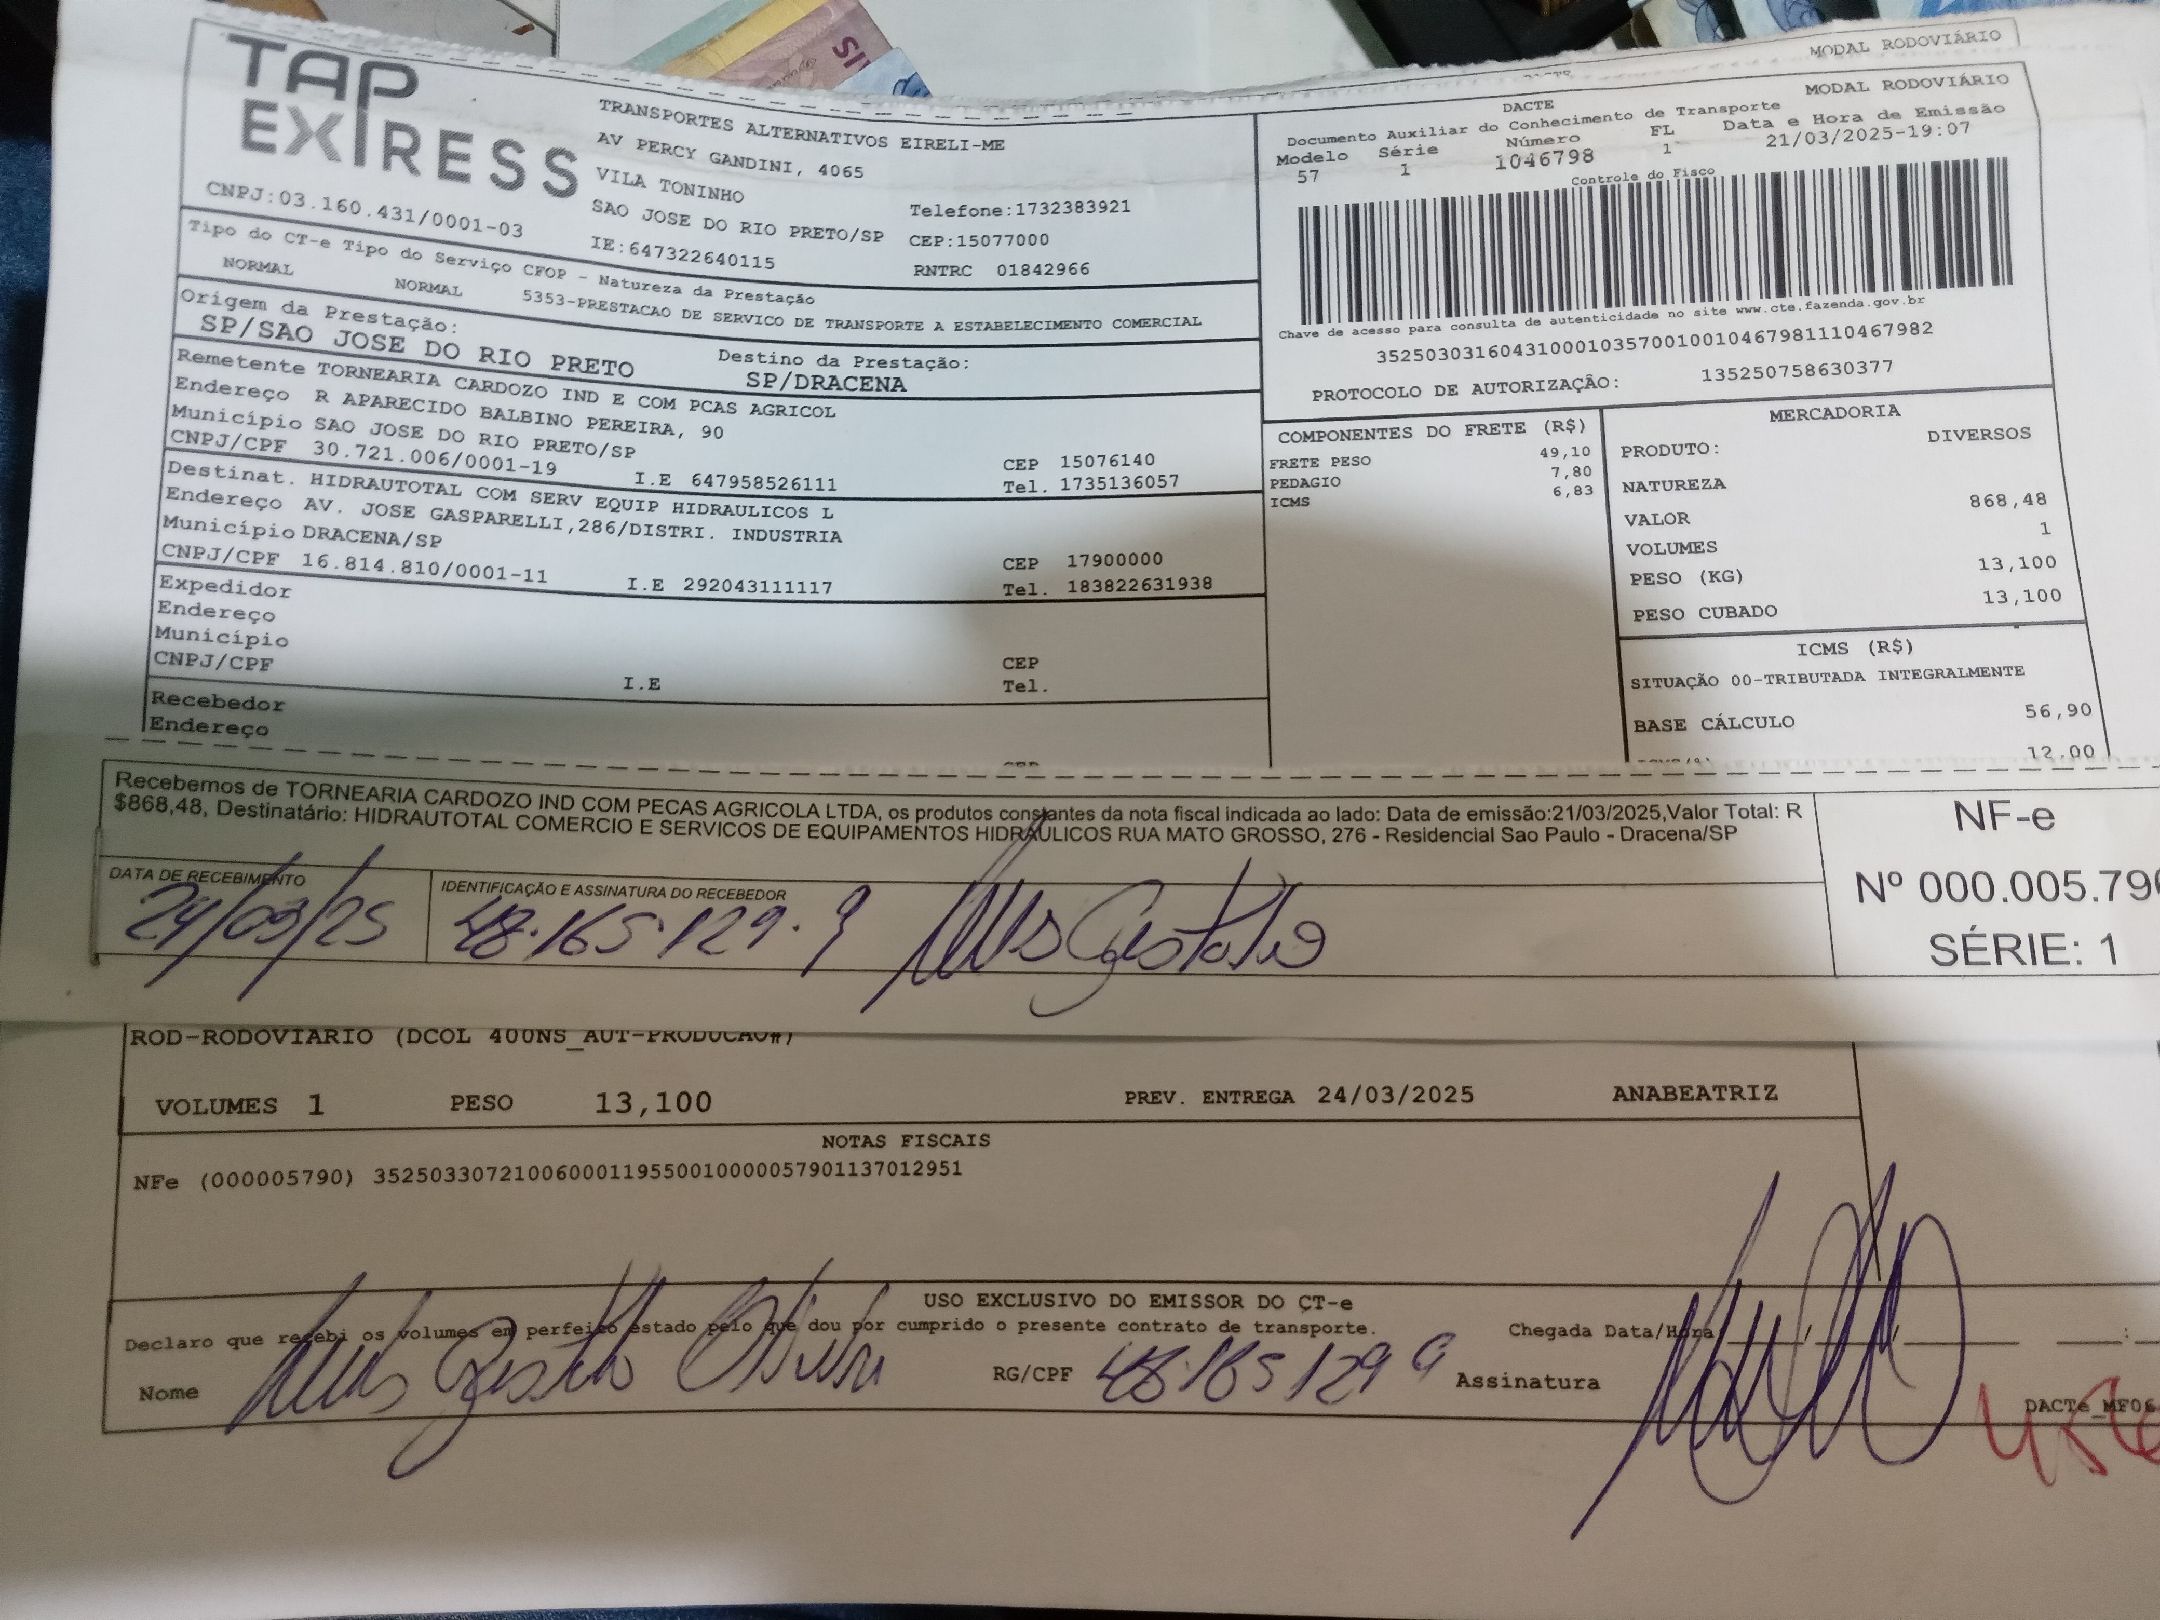 MODAL RODOVIÁRIO
TAP EXPRESS
TRANSPORTES ALTERNATIVOS EIRELI-ME
AV PERCY GANDINI, 4065
VILA TONINHO
SAO JOSE DO RIO PRETO/SP
Telefone:1732383921
CEP:15077000
CNPJ:03.160.431/0001-03
IE:647322640115
RNTRC 01842966
DACTE
MODAL RODOVIÁRIO
Documento Auxiliar do Conhecimento de Transporte
Modelo Série Número FL Data e Hora de Emissão
57 1 1046798 1 21/03/2025-19:07
Controle do Fisco
Chave de acesso para consulta de autenticidade no site www.cte.fazenda.gov.br
35250303160431000103570010010467981110467982
PROTOCOLO DE AUTORIZAÇÃO: 135250758630377
Tipo do CT-e Tipo do Serviço CFOP - Natureza da Prestação
NORMAL NORMAL 5353-PRESTACAO DE SERVICO DE TRANSPORTE A ESTABELECIMENTO COMERCIAL
Origem da Prestação:
SP/SAO JOSE DO RIO PRETO
Destino da Prestação:
SP/DRACENA
Remetente TORNEARIA CARDOZO IND E COM PCAS AGRICOL
Endereço R APARECIDO BALBINO PEREIRA, 90
Município SAO JOSE DO RIO PRETO/SP CEP 15076140
CNPJ/CPF 30.721.006/0001-19 I.E 647958526111 Tel. 1735136057
Destinat. HIDRAUTOTAL COM SERV EQUIP HIDRAULICOS L
Endereço AV. JOSE GASPARELLI,286/DISTRI. INDUSTRIA
Município DRACENA/SP CEP 17900000
CNPJ/CPF 16.814.810/0001-11 I.E 292043111117 Tel. 183822631938
Expedidor
Endereço
Município CEP
CNPJ/CPF I.E Tel.
Recebedor
Endereço
COMPONENTES DO FRETE (R$)
FRETE PESO 49,10
PEDAGIO 7,80
ICMS 6,83
MERCADORIA
PRODUTO: DIVERSOS
NATUREZA
VALOR 868,48
VOLUMES 1
PESO (KG) 13,100
PESO CUBADO 13,100
ICMS (R$)
SITUAÇÃO 00-TRIBUTADA INTEGRALMENTE
BASE CÁLCULO 56,90
12,00
Recebemos de TORNEARIA CARDOZO IND COM PECAS AGRICOLA LTDA, os produtos constantes da nota fiscal indicada ao lado: Data de emissão:21/03/2025,Valor Total: R
$868,48, Destinatário: HIDRAUTOTAL COMERCIO E SERVICOS DE EQUIPAMENTOS HIDRAULICOS RUA MATO GROSSO, 276 - Residencial Sao Paulo - Dracena/SP
DATA DE RECEBIMENTO
24/03/25
IDENTIFICAÇÃO E ASSINATURA DO RECEBEDOR
48.165.129.9
NF-e
Nº 000.005.790
SÉRIE: 1
ROD-RODOVIARIO (DCOL 400NS_AUT-PRODUCAO#)
VOLUMES 1 PESO 13,100 PREV. ENTREGA 24/03/2025 ANABEATRIZ
NOTAS FISCAIS
NFe (000005790) 35250330721006000119550010000057901137012951
USO EXCLUSIVO DO EMISSOR DO CT-e
Declaro que recebi os volumes em perfeito estado pelo que dou por cumprido o presente contrato de transporte. Chegada Data/Hora
Nome RG/CPF 48.165.129 9 Assinatura
DACTe_MF06